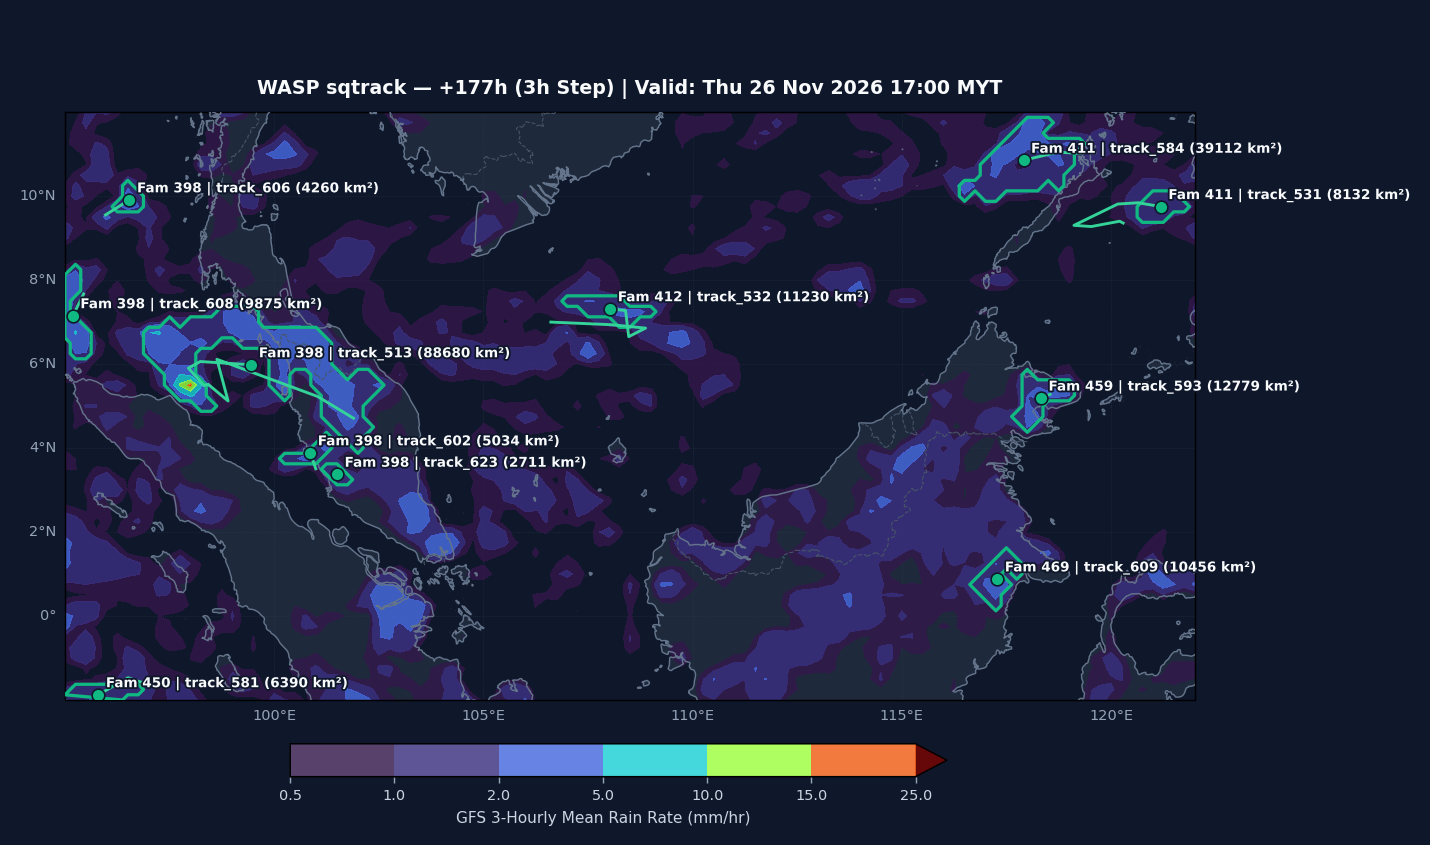 WASP sqtrack — +177h (3h Step) | Valid: Thu 26 Nov 2026 17:00 MYT
Fam 411 | track_584 (39112 km²)
Fam 398 | track_606 (4260 km²)
Fam 411 | track_531 (8132 km²)
Fam 412 | track_532 (11230 km²)
Fam 398 | track_608 (9875 km²)
Fam 398 | track_513 (88680 km²)
Fam 459 | track_593 (12779 km²)
Fam 398 | track_602 (5034 km²)
Fam 398 | track_623 (2711 km²)
Fam 469 | track_609 (10456 km²)
Fam 450 | track_581 (6390 km²)
10°N
8°N
6°N
4°N
2°N
0°
100°E 105°E 110°E 115°E 120°E
0.5 1.0 2.0 5.0 10.0 15.0 25.0
GFS 3-Hourly Mean Rain Rate (mm/hr)